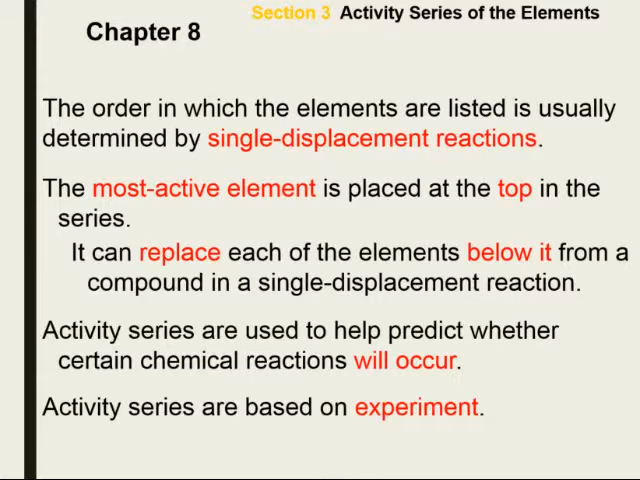 Section 3 Activity Series of the Elements
Chapter 8
The order in which the elements are listed is usually
determined by single-displacement reactions.
The most-active element is placed at the top in the
series.
It can replace each of the elements below it from a
compound in a single-displacement reaction.
Activity series are used to help predict whether
certain chemical reactions will occur.
Activity series are based on experiment.